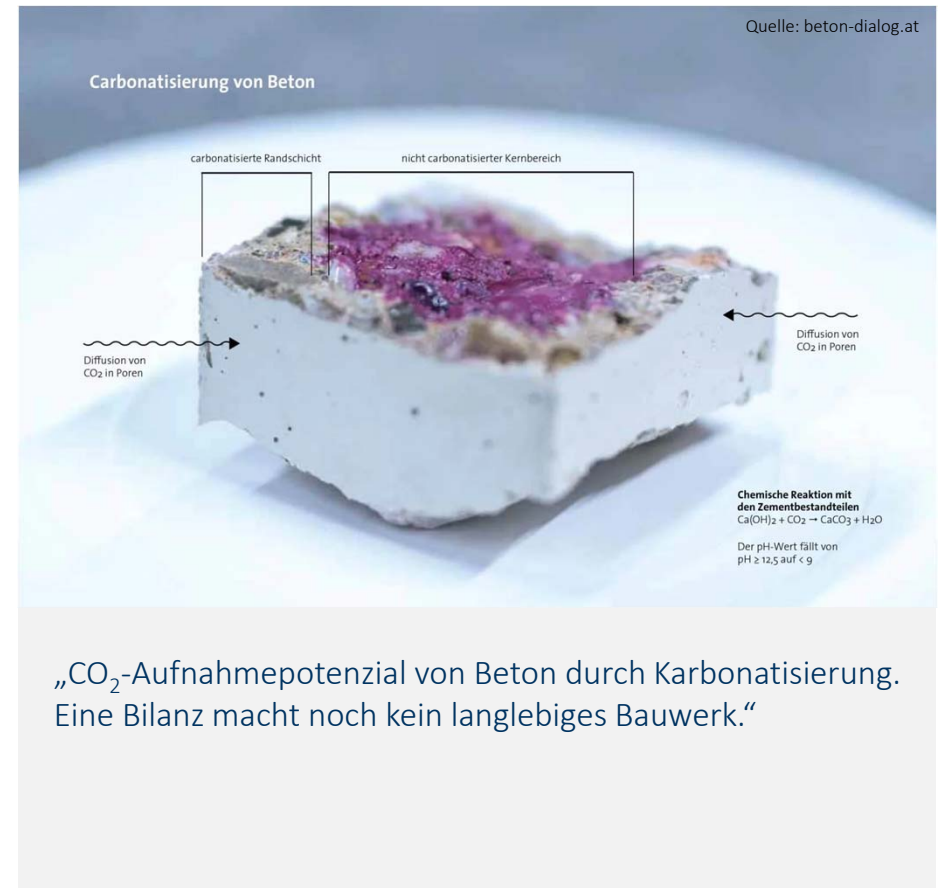 Quelle: beton-dialog.at
Carbonatisierung von Beton
carbonatisierte Randschicht
nicht carbonatisierter Kernbereich
Diffusion von
CO₂ in Poren
Diffusion von
CO₂ in Poren
Chemische Reaktion mit
den Zementbestandteilen
Ca(OH)₂ + CO₂ → CaCO₃ + H₂O
Der pH-Wert fällt von
pH ≥ 12,5 auf < 9
„CO₂-Aufnahmepotenzial von Beton durch Karbonatisierung.
Eine Bilanz macht noch kein langlebiges Bauwerk.“